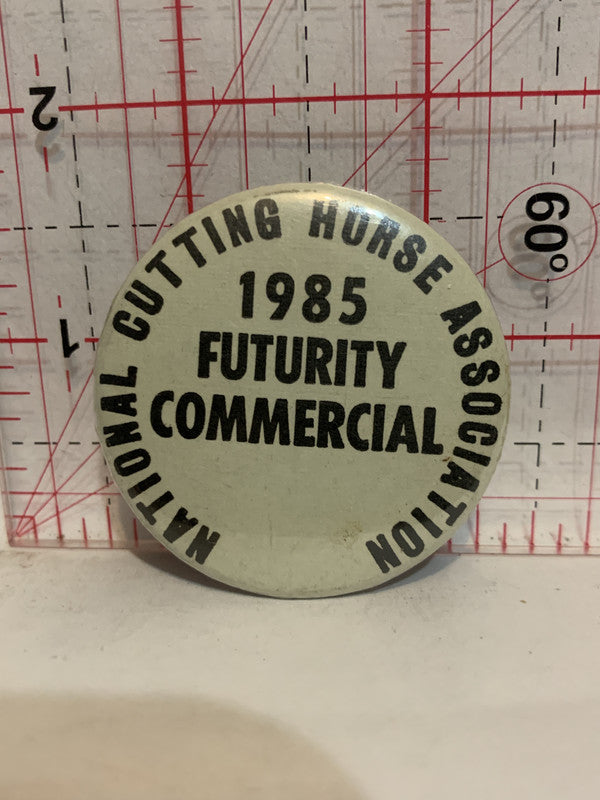 NATIONAL CUTTING HORSE ASSOCIATION
1985
FUTURITY
COMMERCIAL
2
1
60°